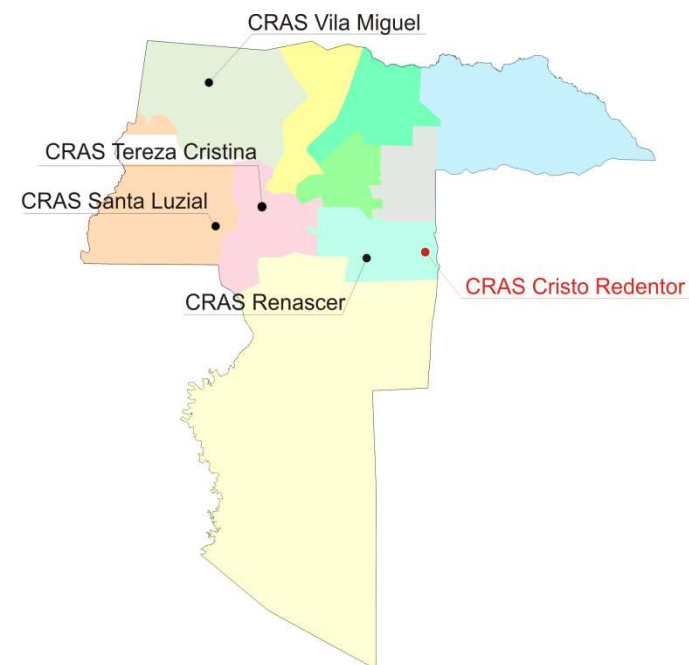 CRAS Vila Miguel
CRAS Tereza Cristina
CRAS Santa Luzial
CRAS Cristo Redentor
CRAS Renascer